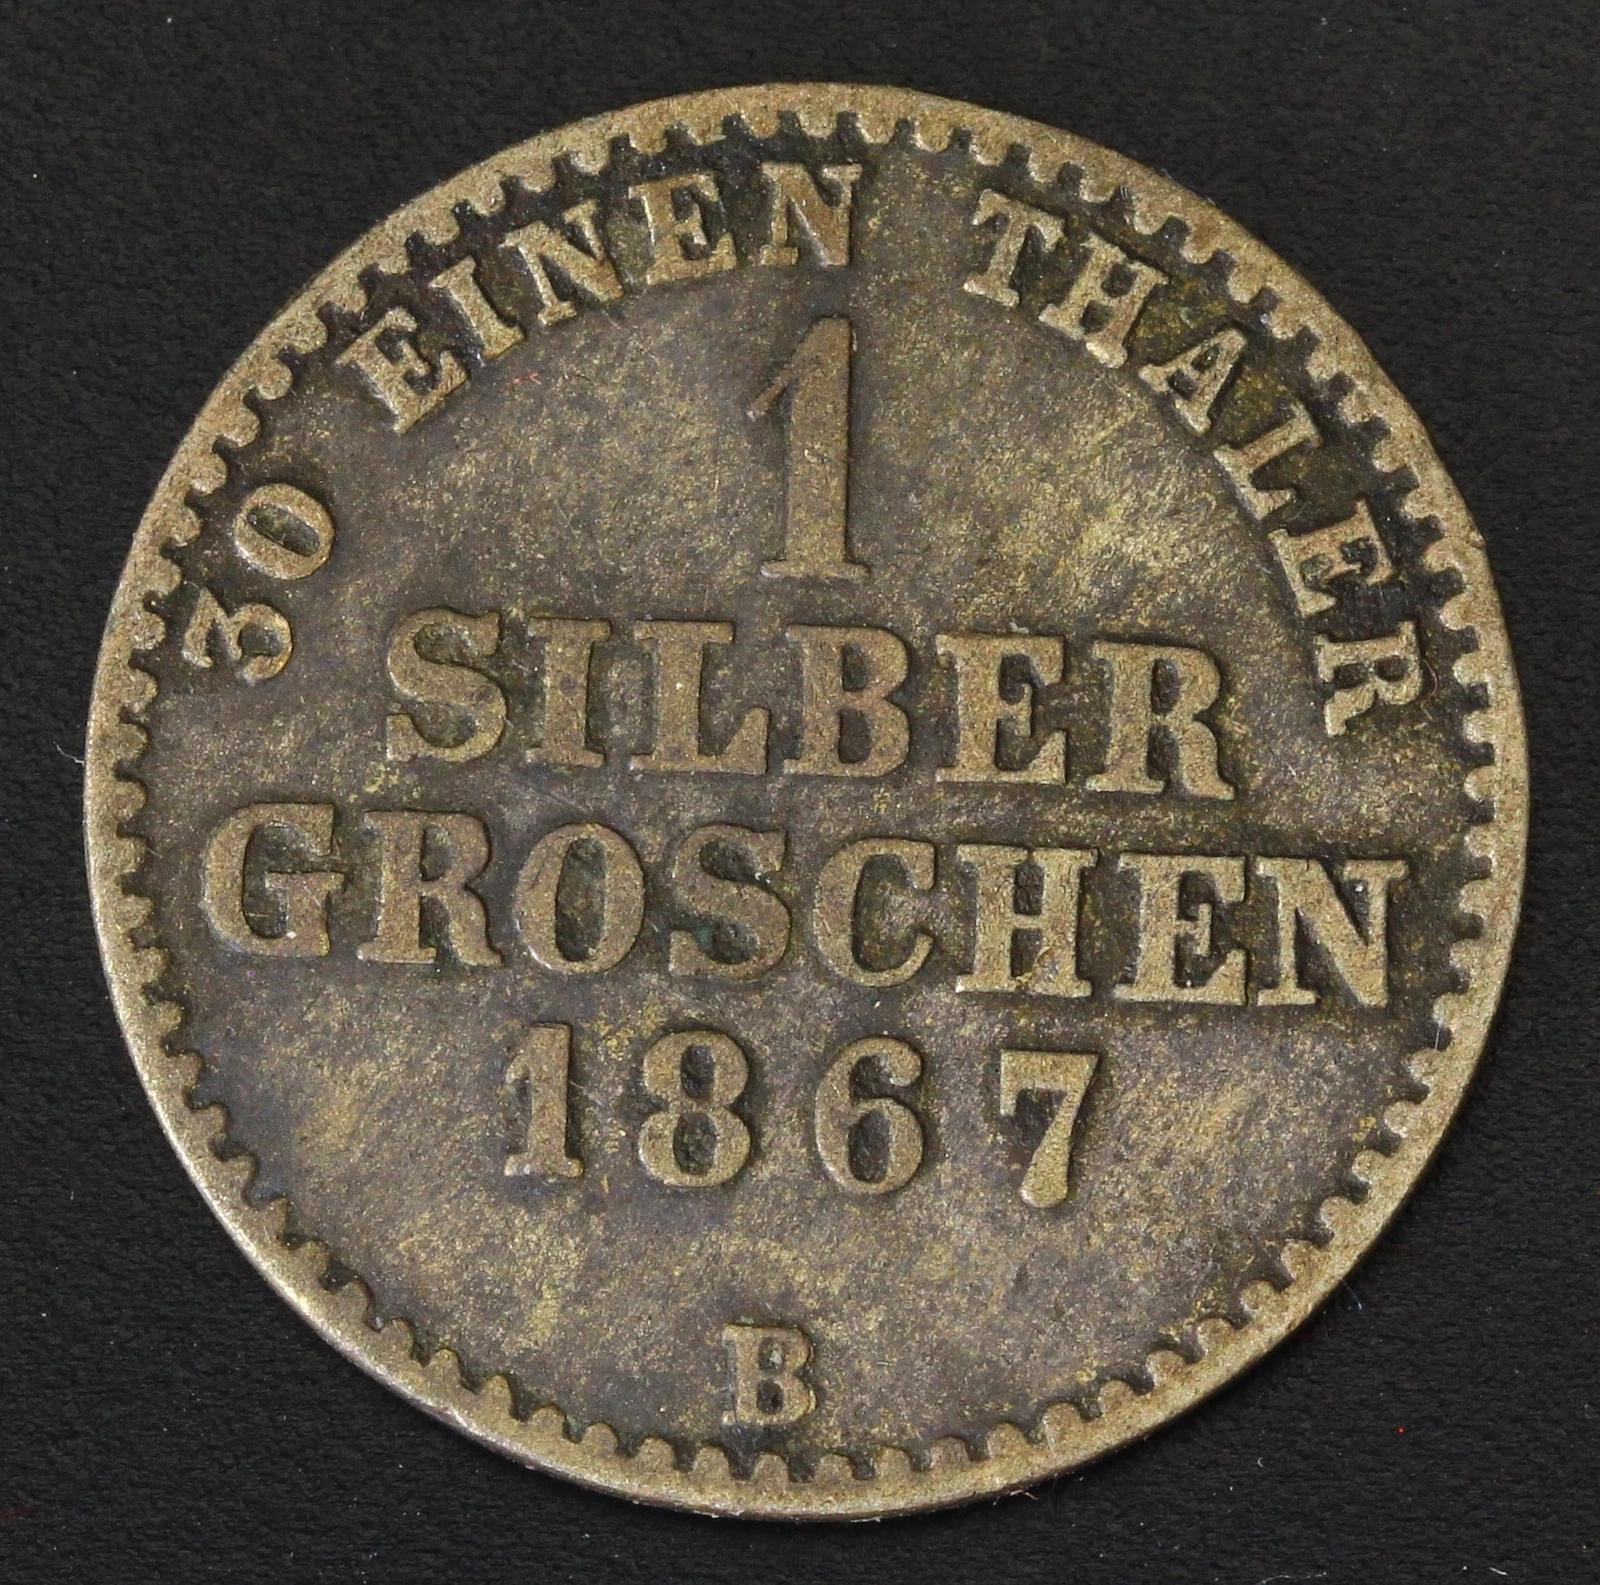 30 EINEN THALER
1
SILBER
GROSCHEN
1867
B